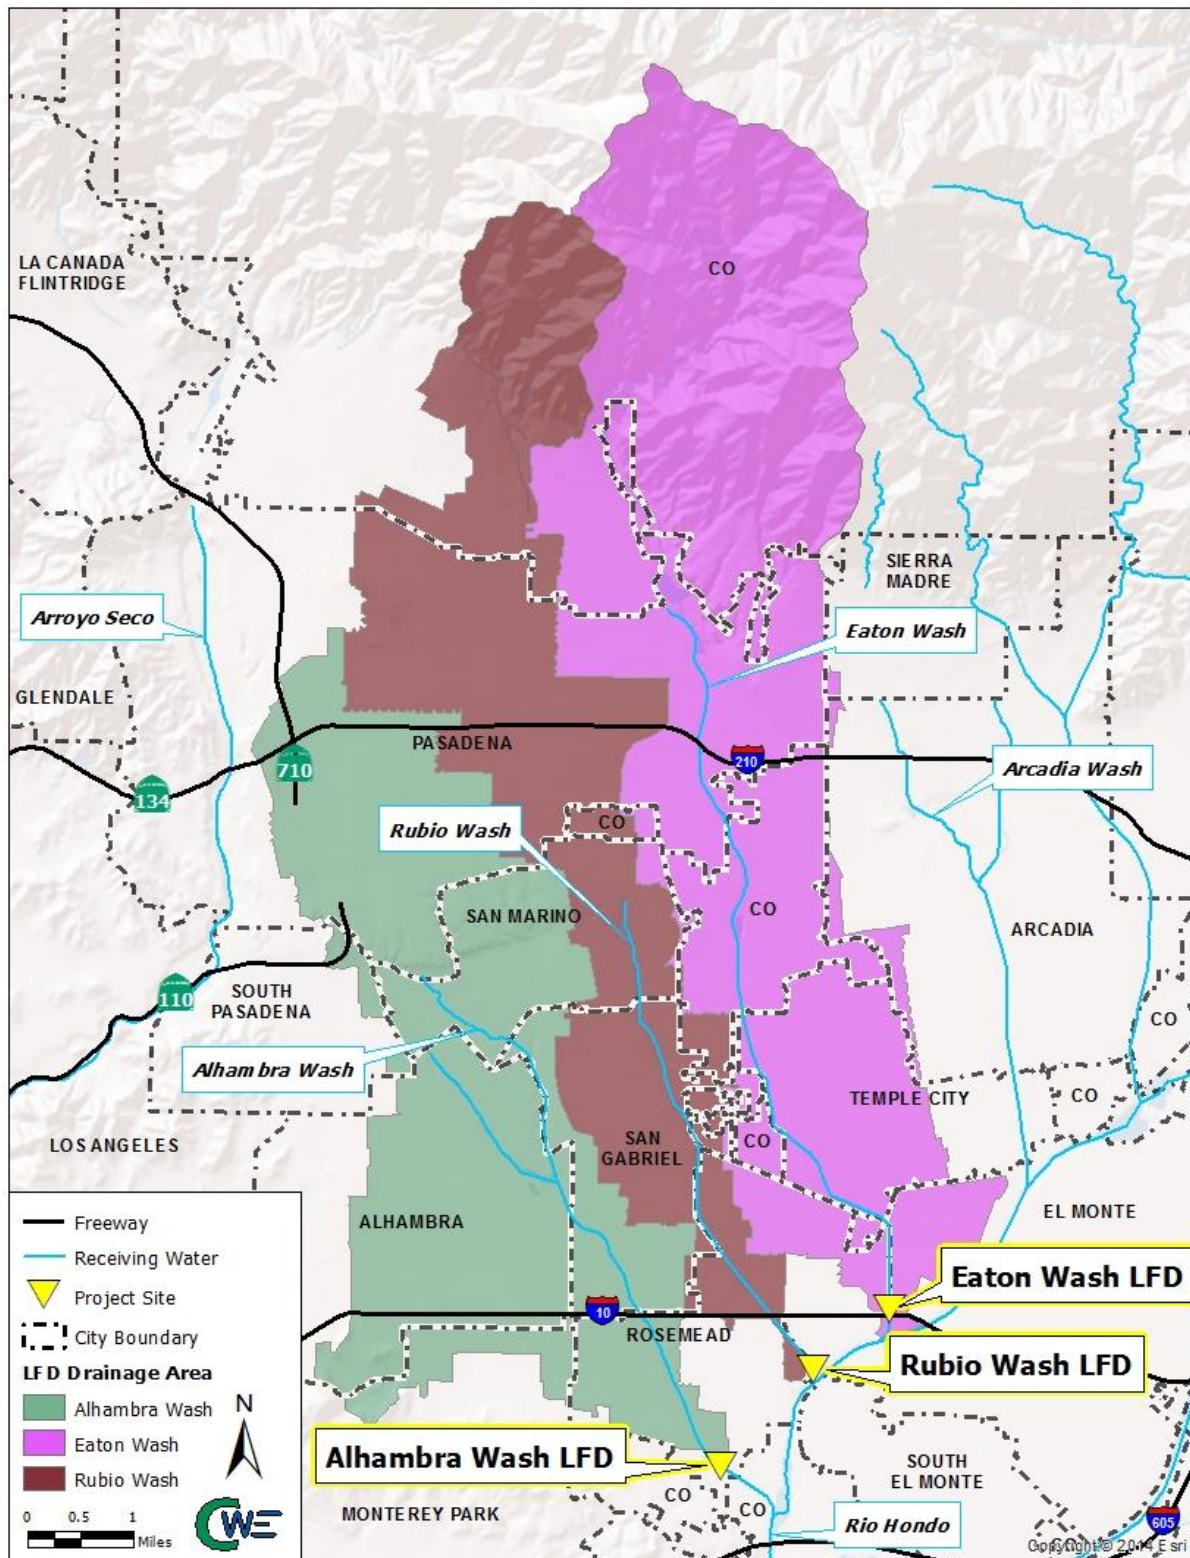 CO
LA CANADA
FLINTRIDGE
SIERRA
MADRE
Arroyo Seco
Eaton Wash
GLENDALE
PASADENA
710
210
134
Arcadia Wash
Rubio Wash
CO
SAN MARINO
CO
ARCADIA
110
SOUTH
PASADENA
CO
Alhambra Wash
TEMPLE CITY
CO
LOS ANGELES
SAN
GABRIEL
CO
ALHAMBRA
EL MONTE
Eaton Wash LFD
10
ROSEMEAD
Rubio Wash LFD
Alhambra Wash LFD
SOUTH
EL MONTE
CO
CO
MONTEREY PARK
Rio Hondo
605
CO
Copyright:© 2014 Esri
Freeway
Receiving Water
Project Site
City Boundary
LFD Drainage Area
Alhambra Wash
N
Eaton Wash
Rubio Wash
0 0.5 1
Miles
CWE